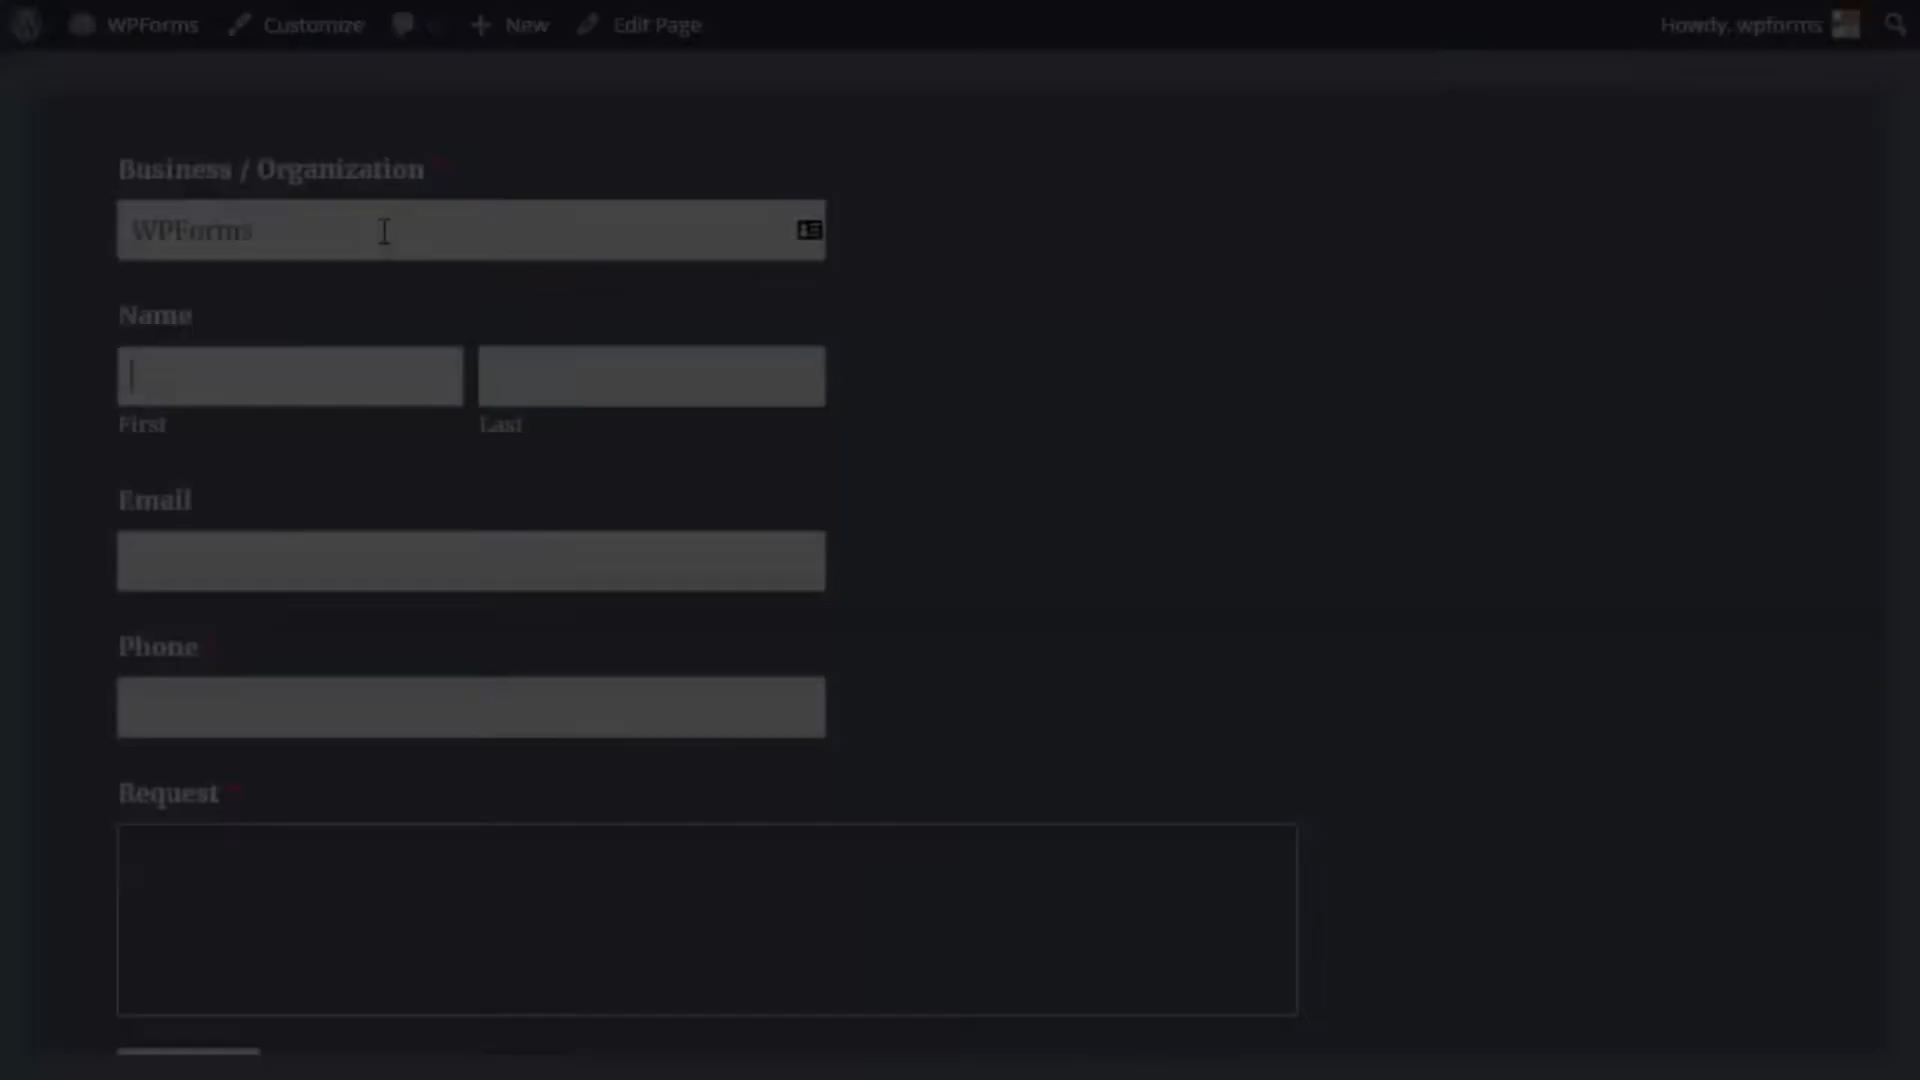 WPForms Customize New Edit Page Howdy, wpforms
Business / Organization *
WPForms
Name
First Last
Email
Phone
Request *